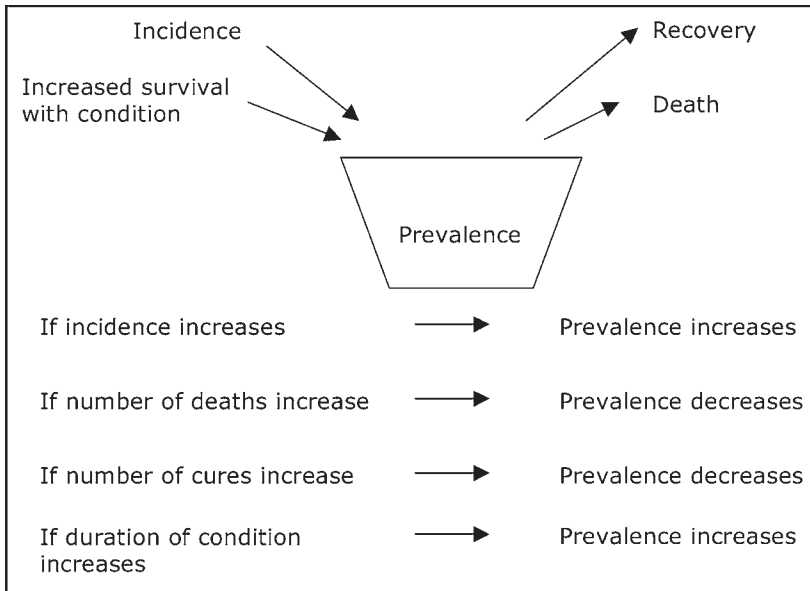 Incidence
Recovery
Increased survival
with condition
Death
Prevalence
If incidence increases
Prevalence increases
If number of deaths increase
Prevalence decreases
If number of cures increase
Prevalence decreases
If duration of condition
increases
Prevalence increases